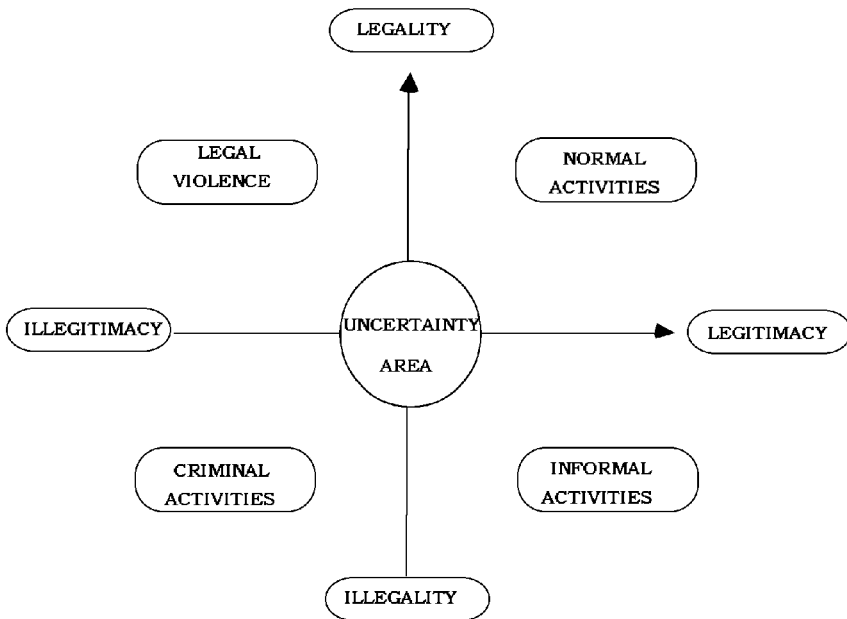 LEGALITY
LEGAL
VIOLENCE
NORMAL
ACTIVITIES
ILLEGITIMACY
UNCERTAINTY
AREA
LEGITIMACY
CRIMINAL
ACTIVITIES
INFORMAL
ACTIVITIES
ILLEGALITY